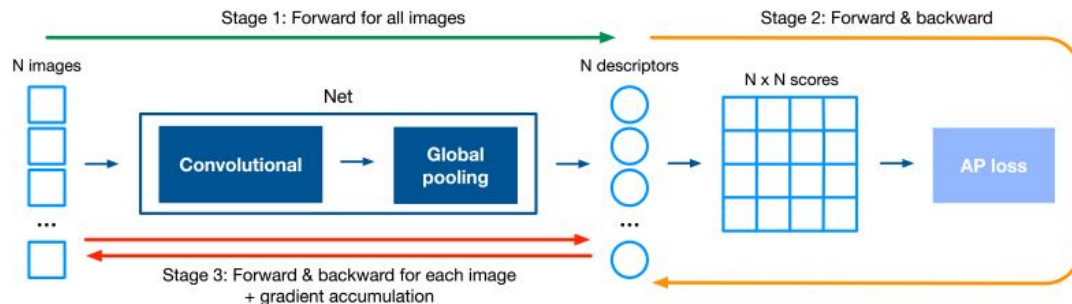 Stage 1: Forward for all images
Stage 2: Forward & backward
N images
Net
Convolutional
Global
pooling
N descriptors
N x N scores
AP loss
...
...
Stage 3: Forward & backward for each image
+ gradient accumulation